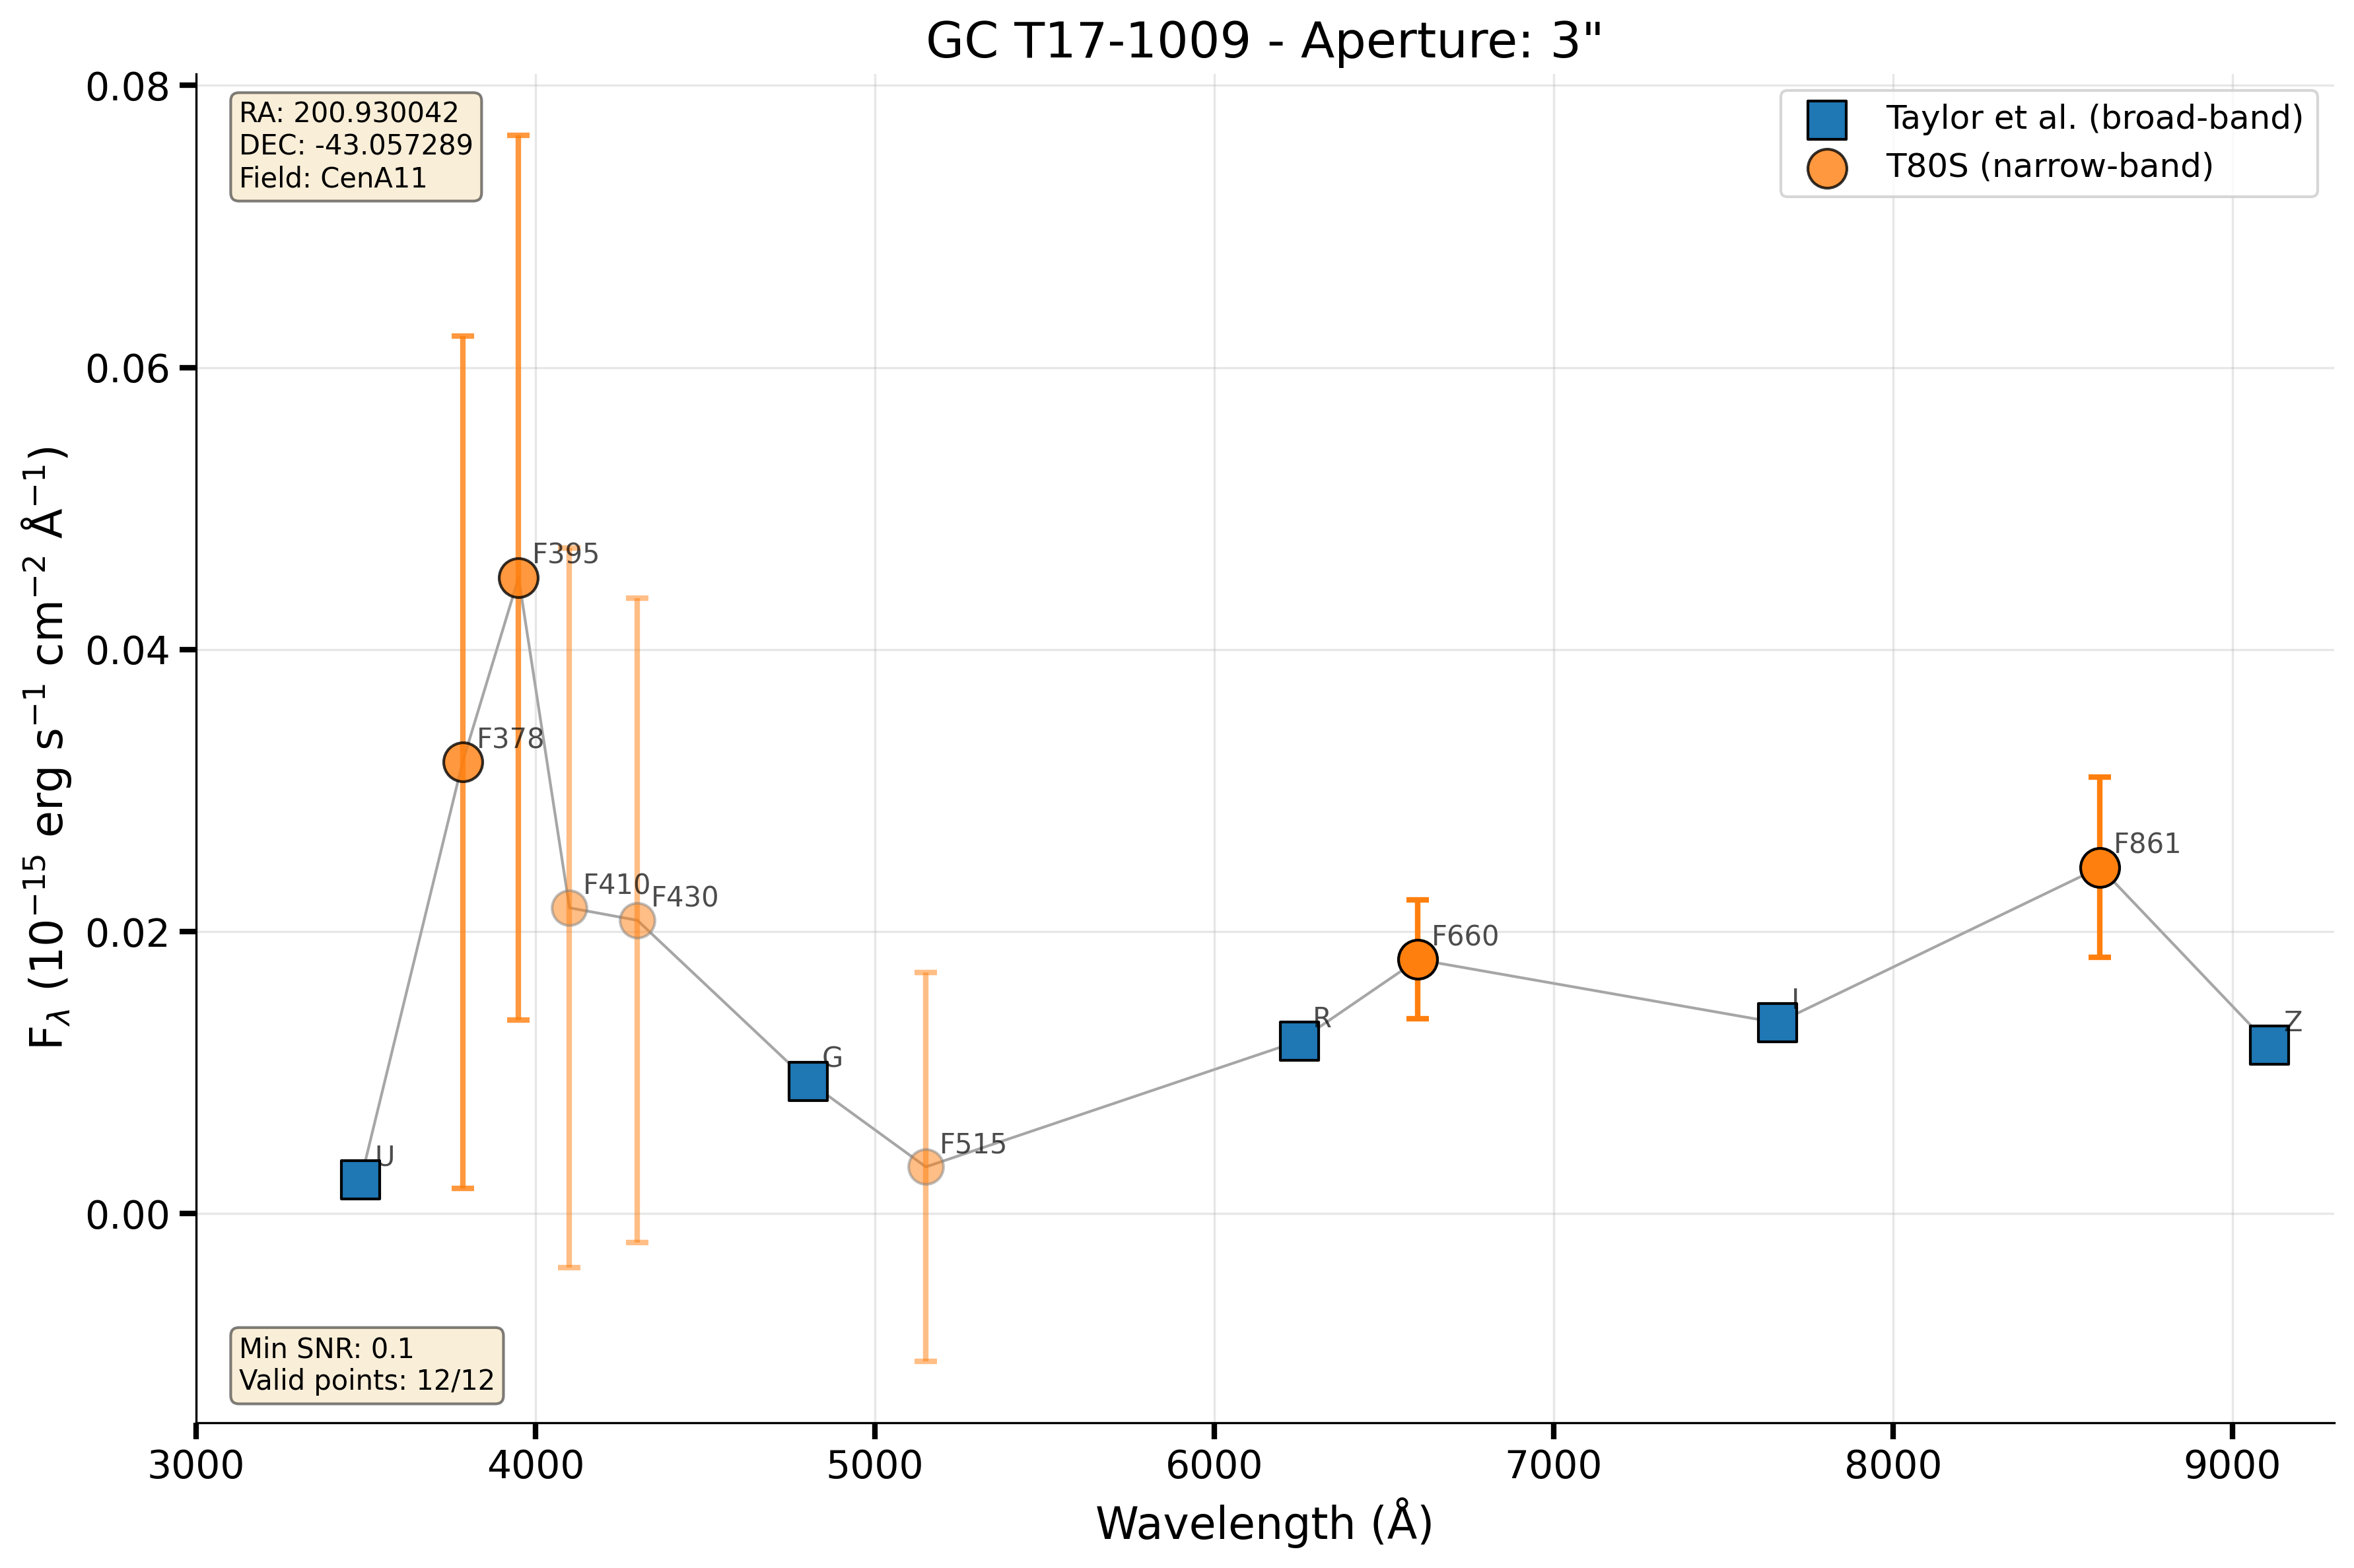 GC T17-1009 - Aperture: 3"
RA: 200.930042
DEC: -43.057289
Field: CenA11
Taylor et al. (broad-band)
T80S (narrow-band)
0.08
0.06
0.04
0.02
0.00
F_λ (10⁻¹⁵ erg s⁻¹ cm⁻² Å⁻¹)
F395
F378
F410
F430
F861
F660
I
R
Z
G
F515
U
Min SNR: 0.1
Valid points: 12/12
3000 4000 5000 6000 7000 8000 9000
Wavelength (Å)